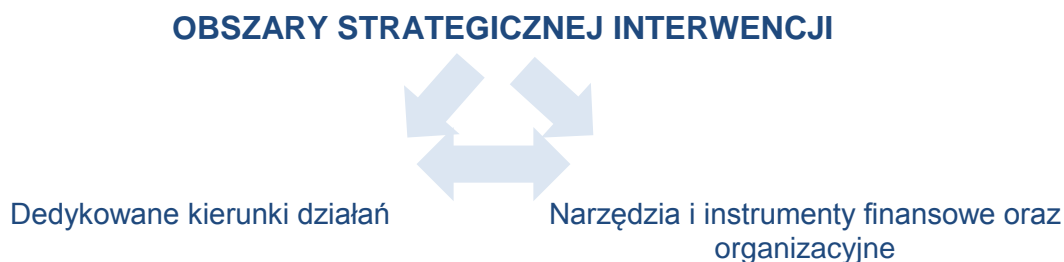 OBSZARY STRATEGICZNEJ INTERWENCJI
Dedykowane kierunki działań
Narzędzia i instrumenty finansowe oraz
organizacyjne